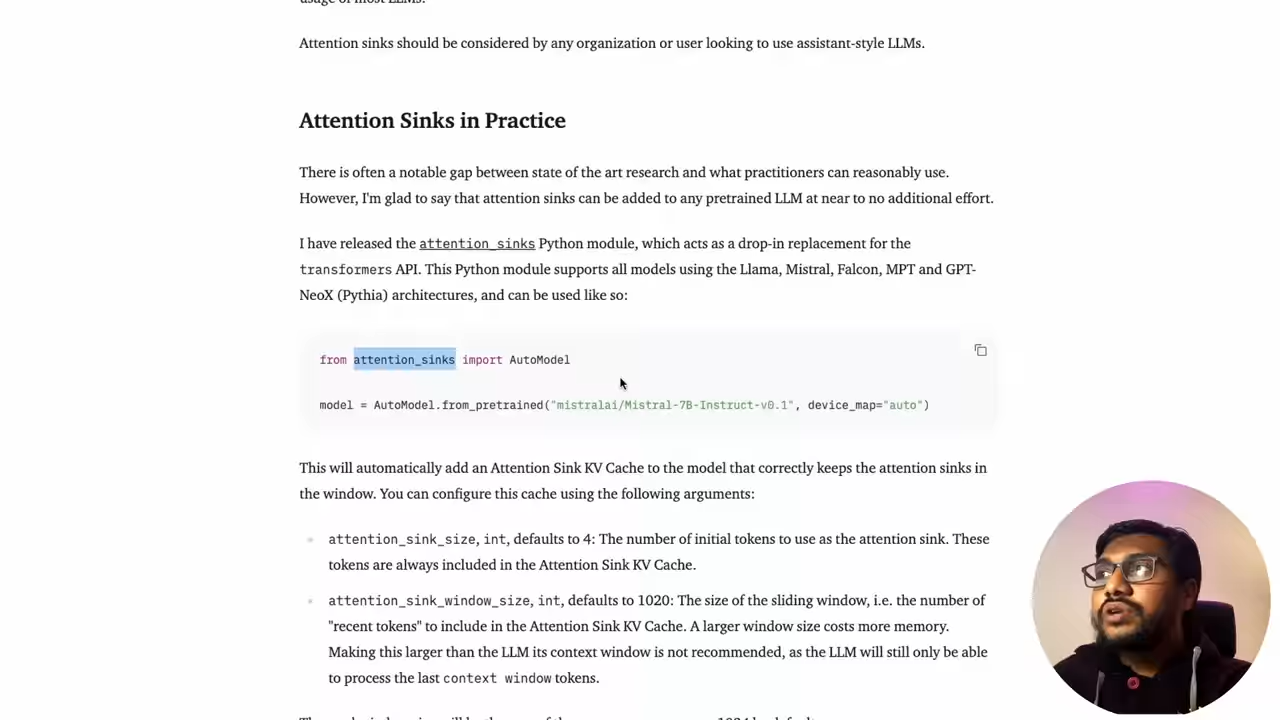 usage of most LLMs.
Attention sinks should be considered by any organization or user looking to use assistant-style LLMs.
Attention Sinks in Practice
There is often a notable gap between state of the art research and what practitioners can reasonably use.
However, I'm glad to say that attention sinks can be added to any pretrained LLM at near to no additional effort.
I have released the attention_sinks Python module, which acts as a drop-in replacement for the
transformers API. This Python module supports all models using the Llama, Mistral, Falcon, MPT and GPT-
NeoX (Pythia) architectures, and can be used like so:
from attention_sinks import AutoModel
model = AutoModel.from_pretrained("mistralai/Mistral-7B-Instruct-v0.1", device_map="auto")
This will automatically add an Attention Sink KV Cache to the model that correctly keeps the attention sinks in
the window. You can configure this cache using the following arguments:
attention_sink_size, int, defaults to 4: The number of initial tokens to use as the attention sink. These
tokens are always included in the Attention Sink KV Cache.
attention_sink_window_size, int, defaults to 1020: The size of the sliding window, i.e. the number of
"recent tokens" to include in the Attention Sink KV Cache. A larger window size costs more memory.
Making this larger than the LLM its context window is not recommended, as the LLM will still only be able
to process the last context window tokens.